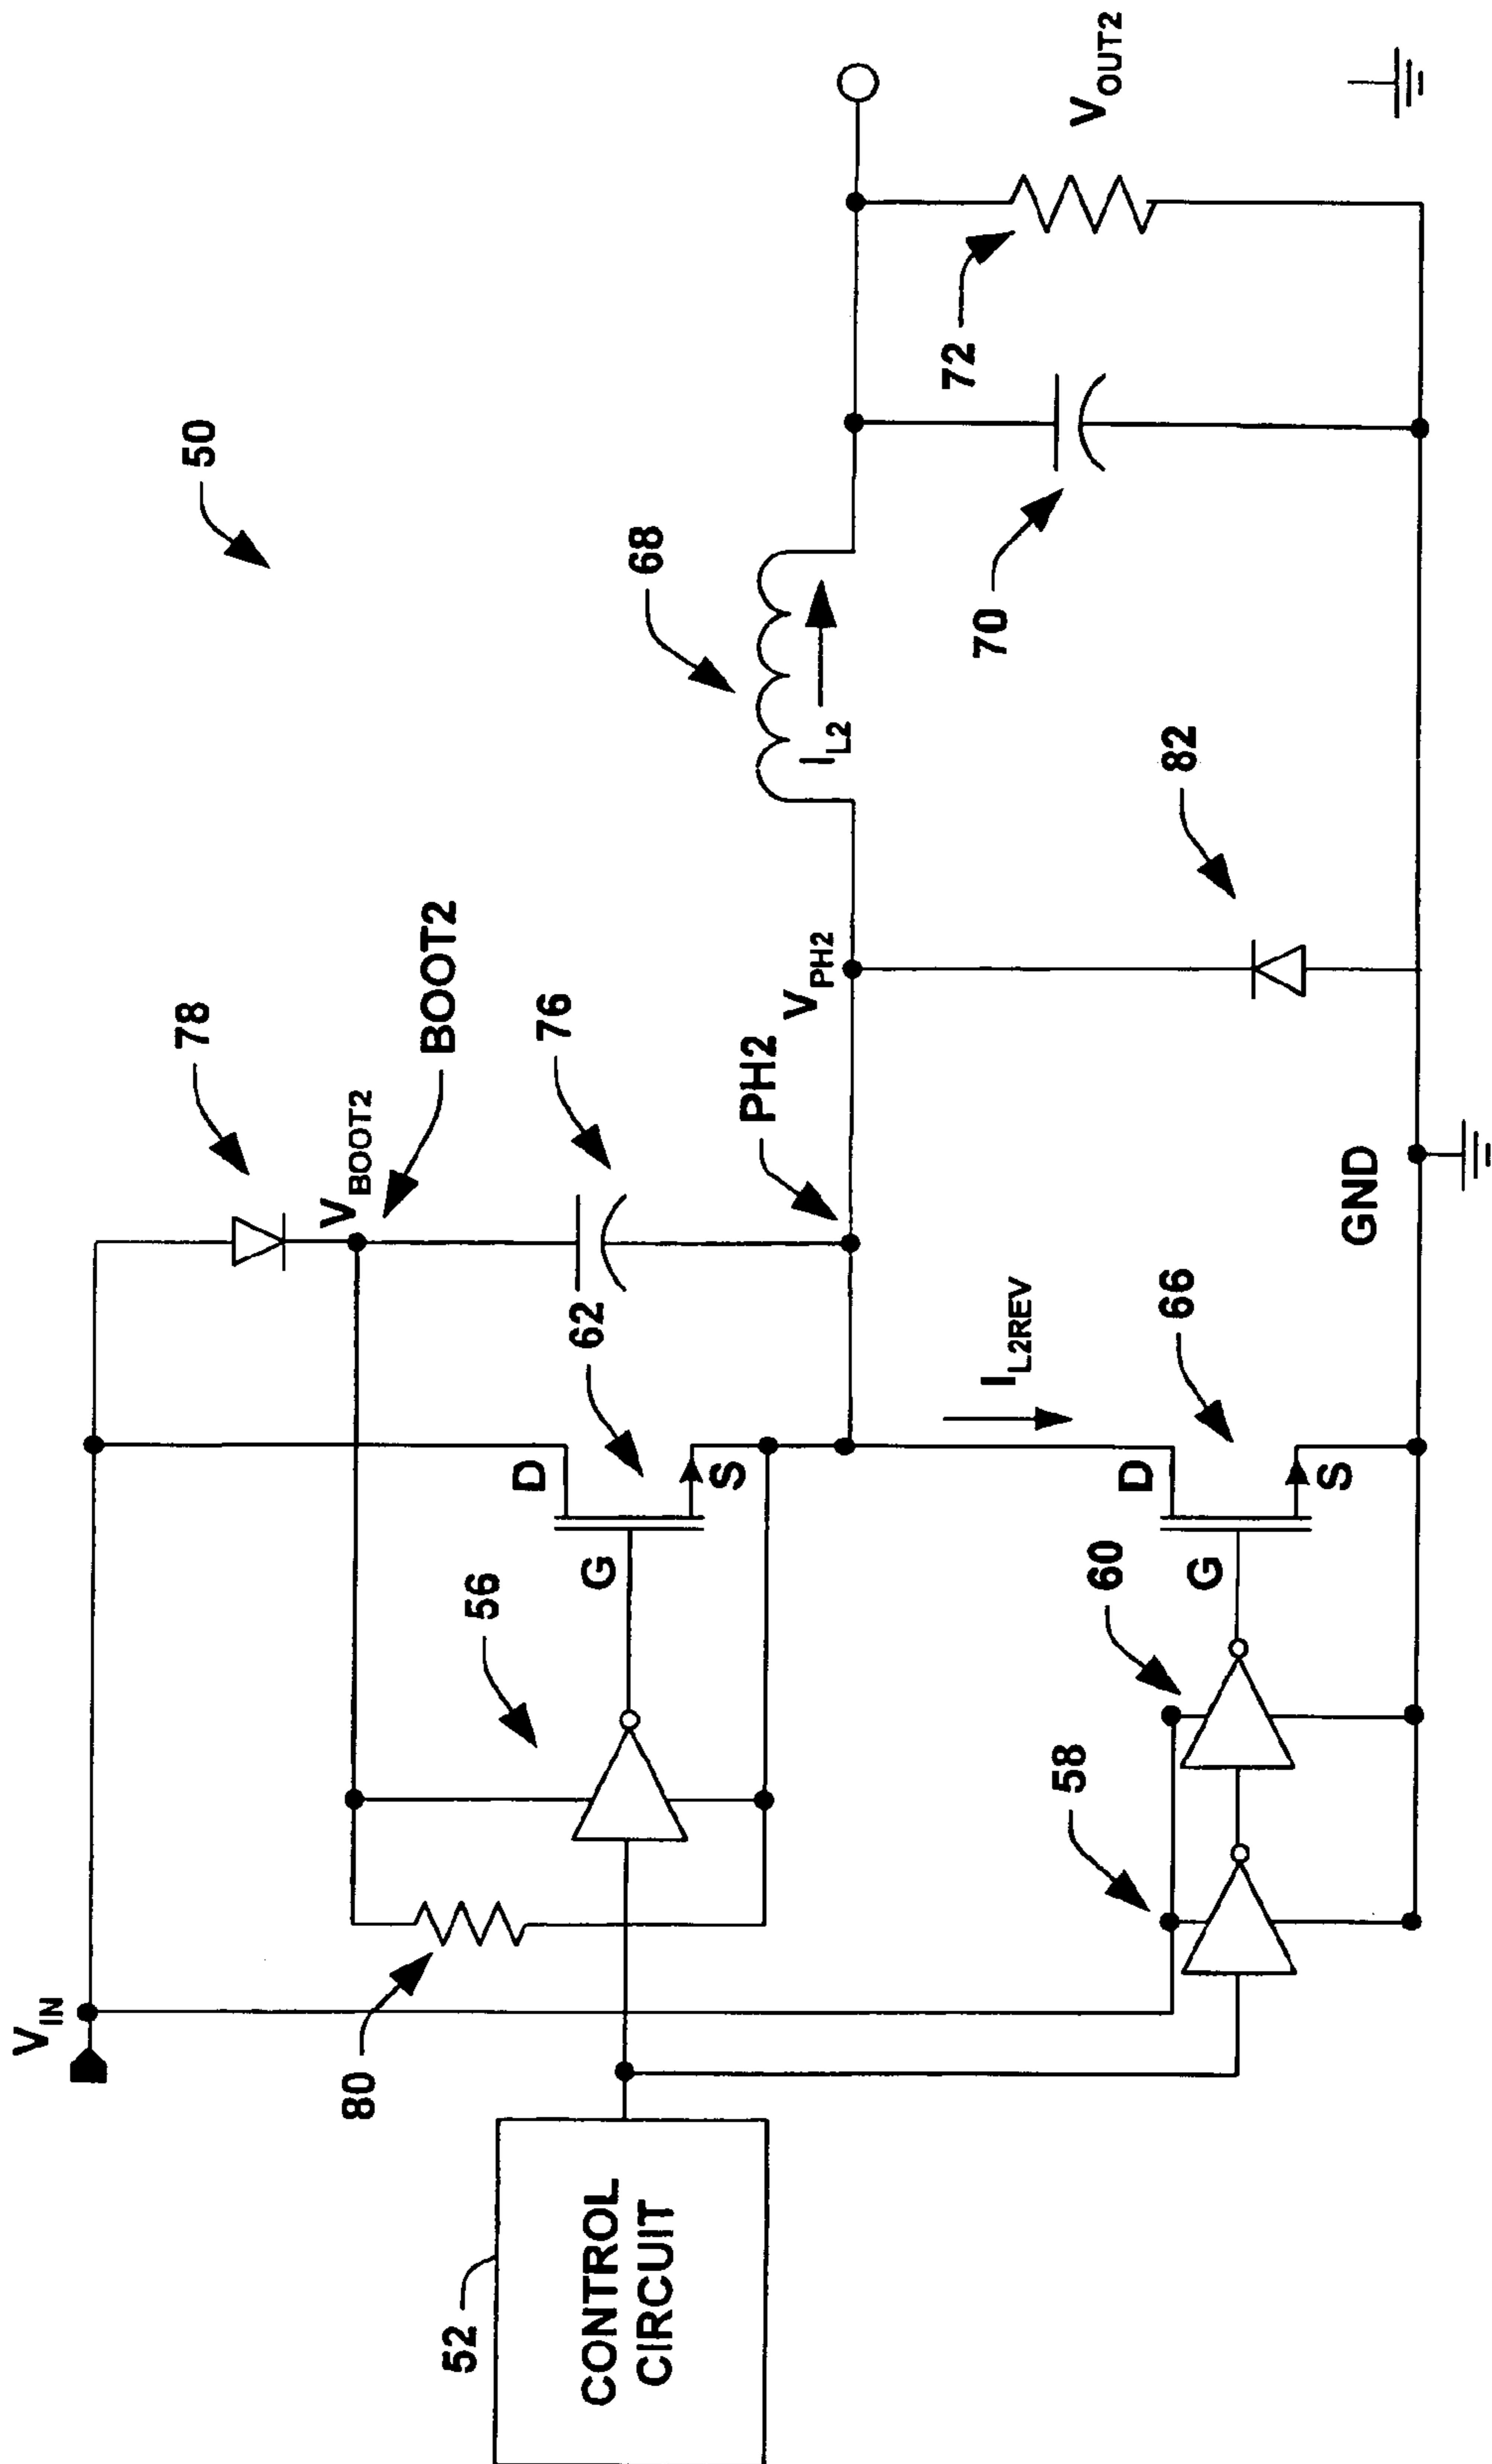 50
V_IN
78
V_BOOT2
BOOT2
80
56
62
76
68
D
G
S
PH2
V_PH2
I_L2
52
CONTROL
CIRCUIT
I_L2REV
58
60
66
82
70
72
V_OUT2
D
G
S
GND